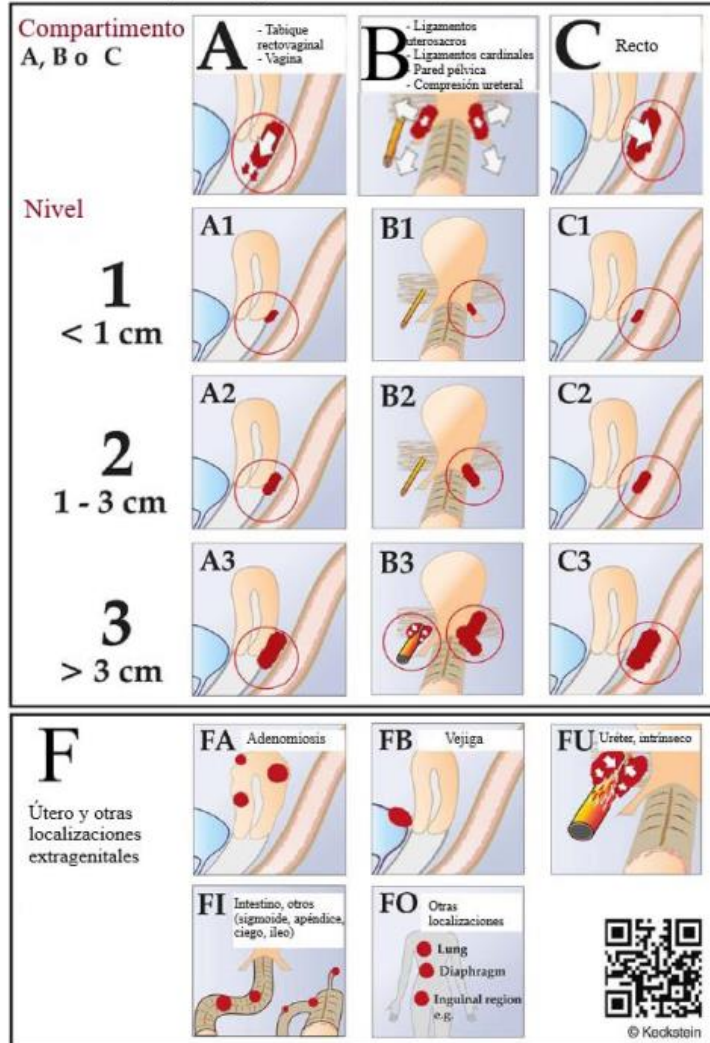 Compartimento
A, B o C
A
- Tabique
rectovaginal
- Vagina
B
- Ligamentos
uterosacros
- Ligamentos cardinales
- Pared pélvica
- Compresión ureteral
C
Recto
Nivel
1
< 1 cm
A1
B1
C1
2
1 - 3 cm
A2
B2
C2
3
> 3 cm
A3
B3
C3
F
Útero y otras
localizaciones
extragenitales
FA
Adenomiosis
FB
Vejiga
FU
Uréter, intrínseco
FI
Intestino, otros
(sigmoide, apéndice,
ciego, íleo)
FO
Otras
localizaciones
Lung
Diaphragm
Inguinal region
e.g.
© Keckstein